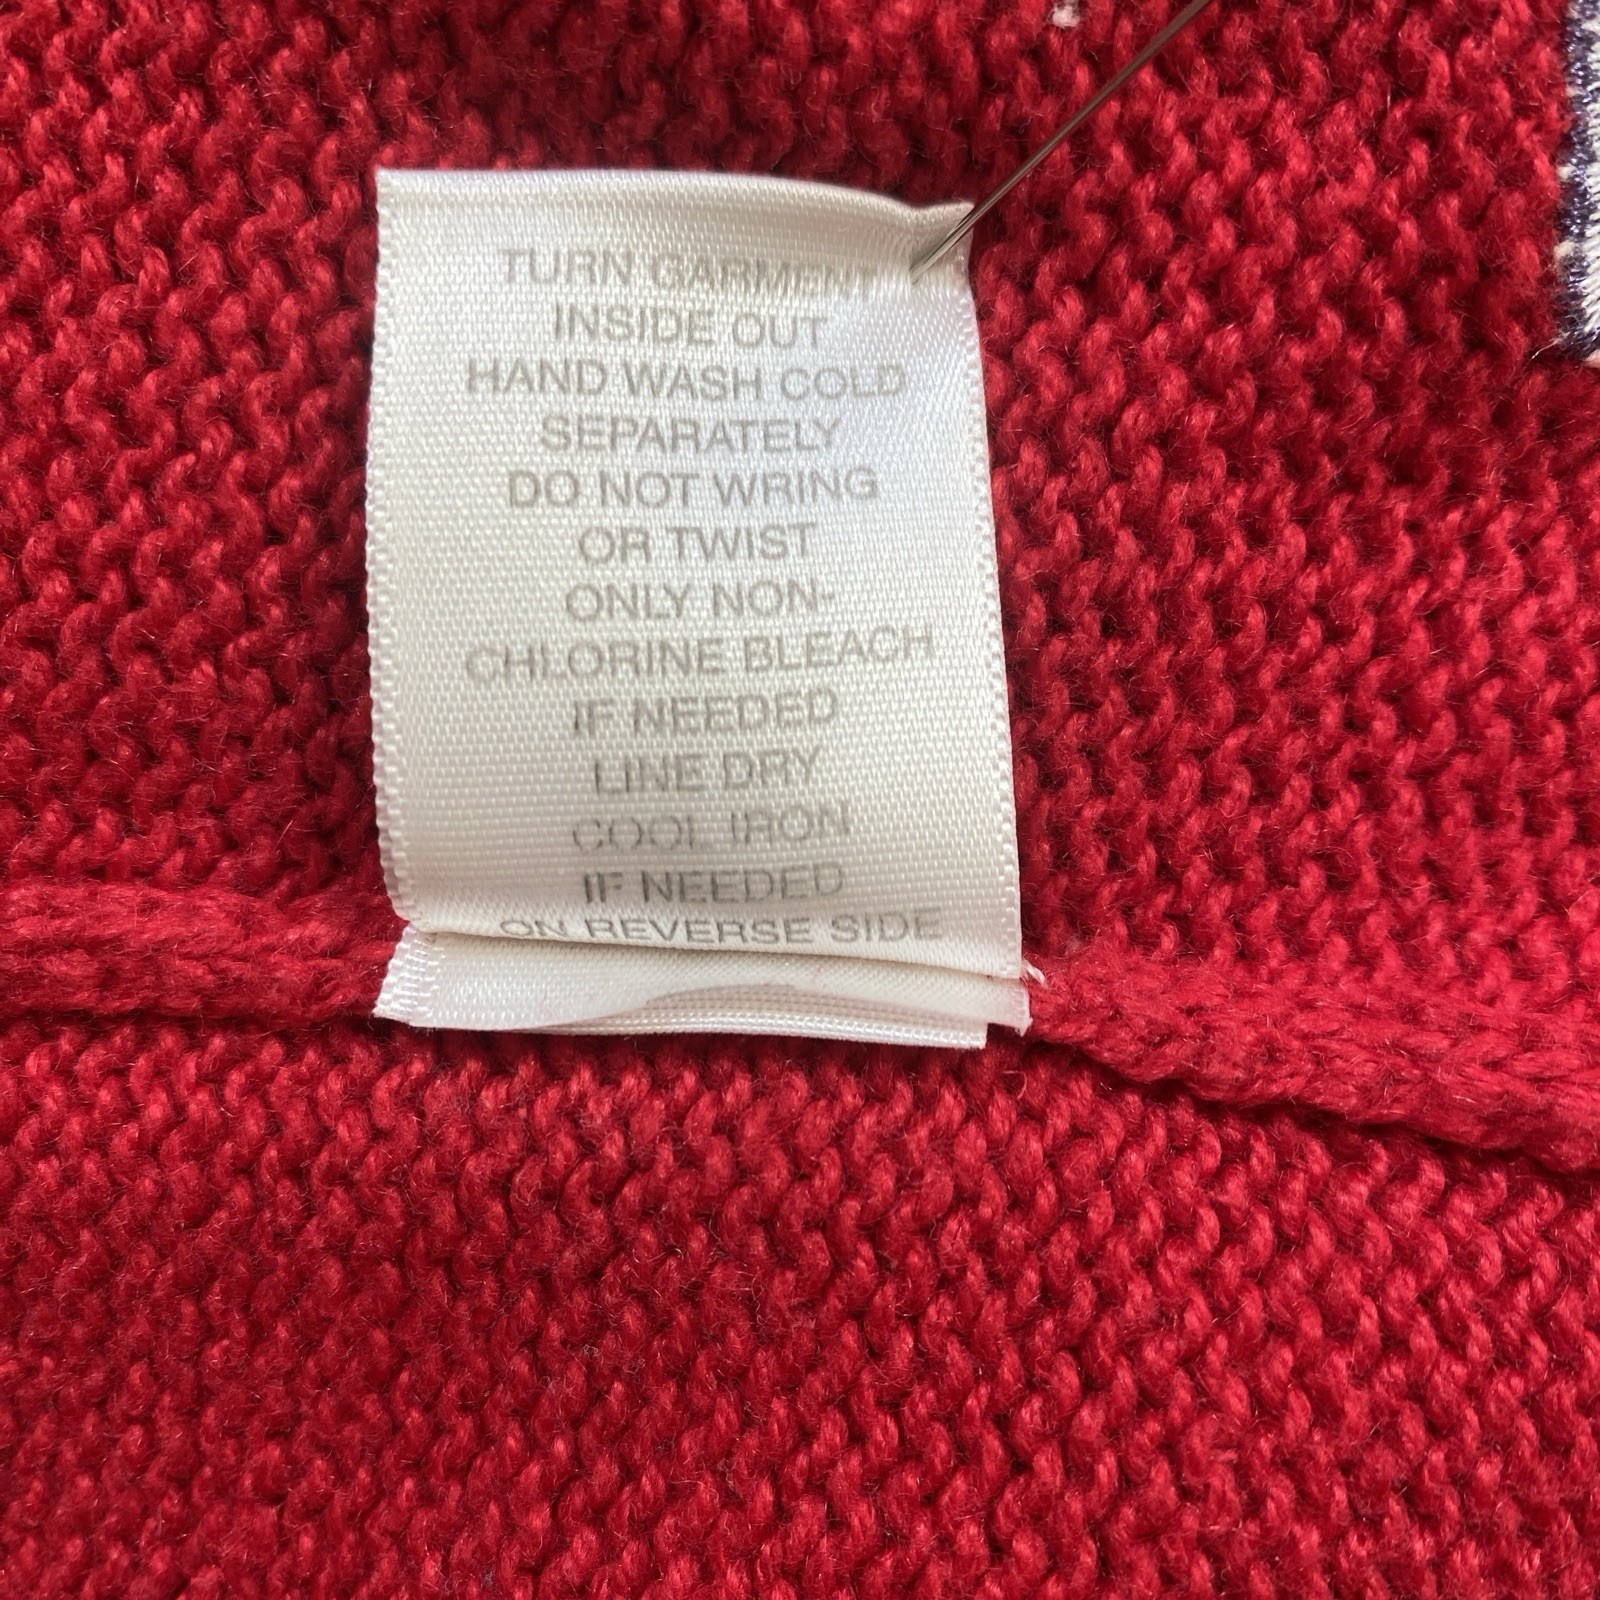 TURN GARMENT
INSIDE OUT
HAND WASH COLD
SEPARATELY
DO NOT WRING
OR TWIST
ONLY NON-
CHLORINE BLEACH
IF NEEDED
LINE DRY
COOL IRON
IF NEEDED
ON REVERSE SIDE